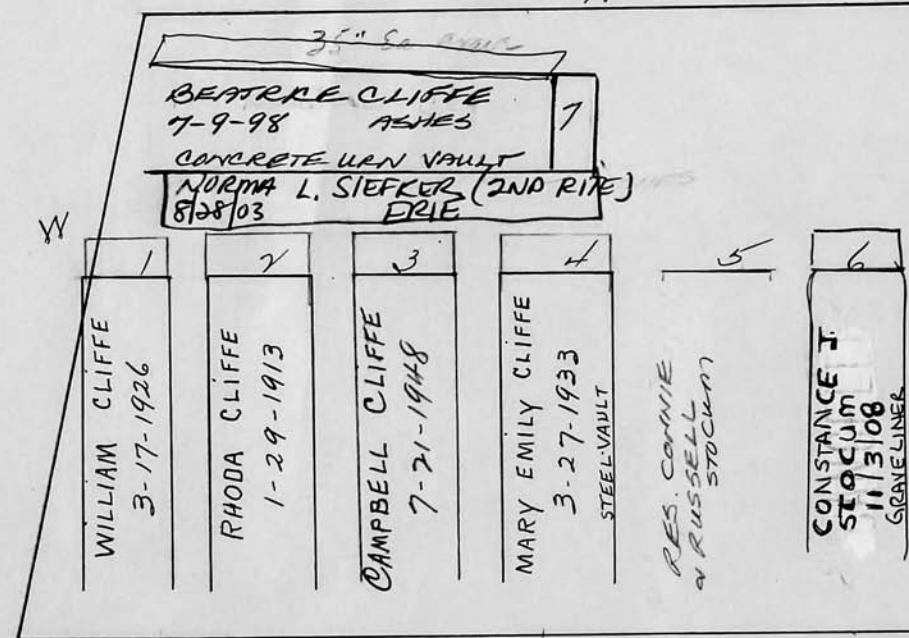 35" So
BEATRICE CLIFFE
7-9-98 ASHES
CONCRETE URN VAULT
7
NORMA L. SIEFKER (2ND RITE)
8/28/03 ERIE
W
1
WILLIAM CLIFFE
3-17-1926
2
RHODA CLIFFE
1-29-1913
3
CAMPBELL CLIFFE
7-21-1948
4
MARY EMILY CLIFFE
3-27-1933
STEEL-VAULT
5
RES. CONNIE
or RUSSELL
STOCUM
6
CONSTANCE J.
STOCUM
11/3/08
GRAVELINER